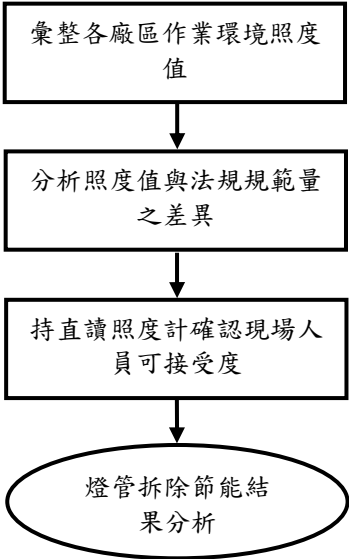 彙整各廠區作業環境照度
值
分析照度值與法規規範量
之差異
持直讀照度計確認現場人
員可接受度
燈管拆除節能結
果分析